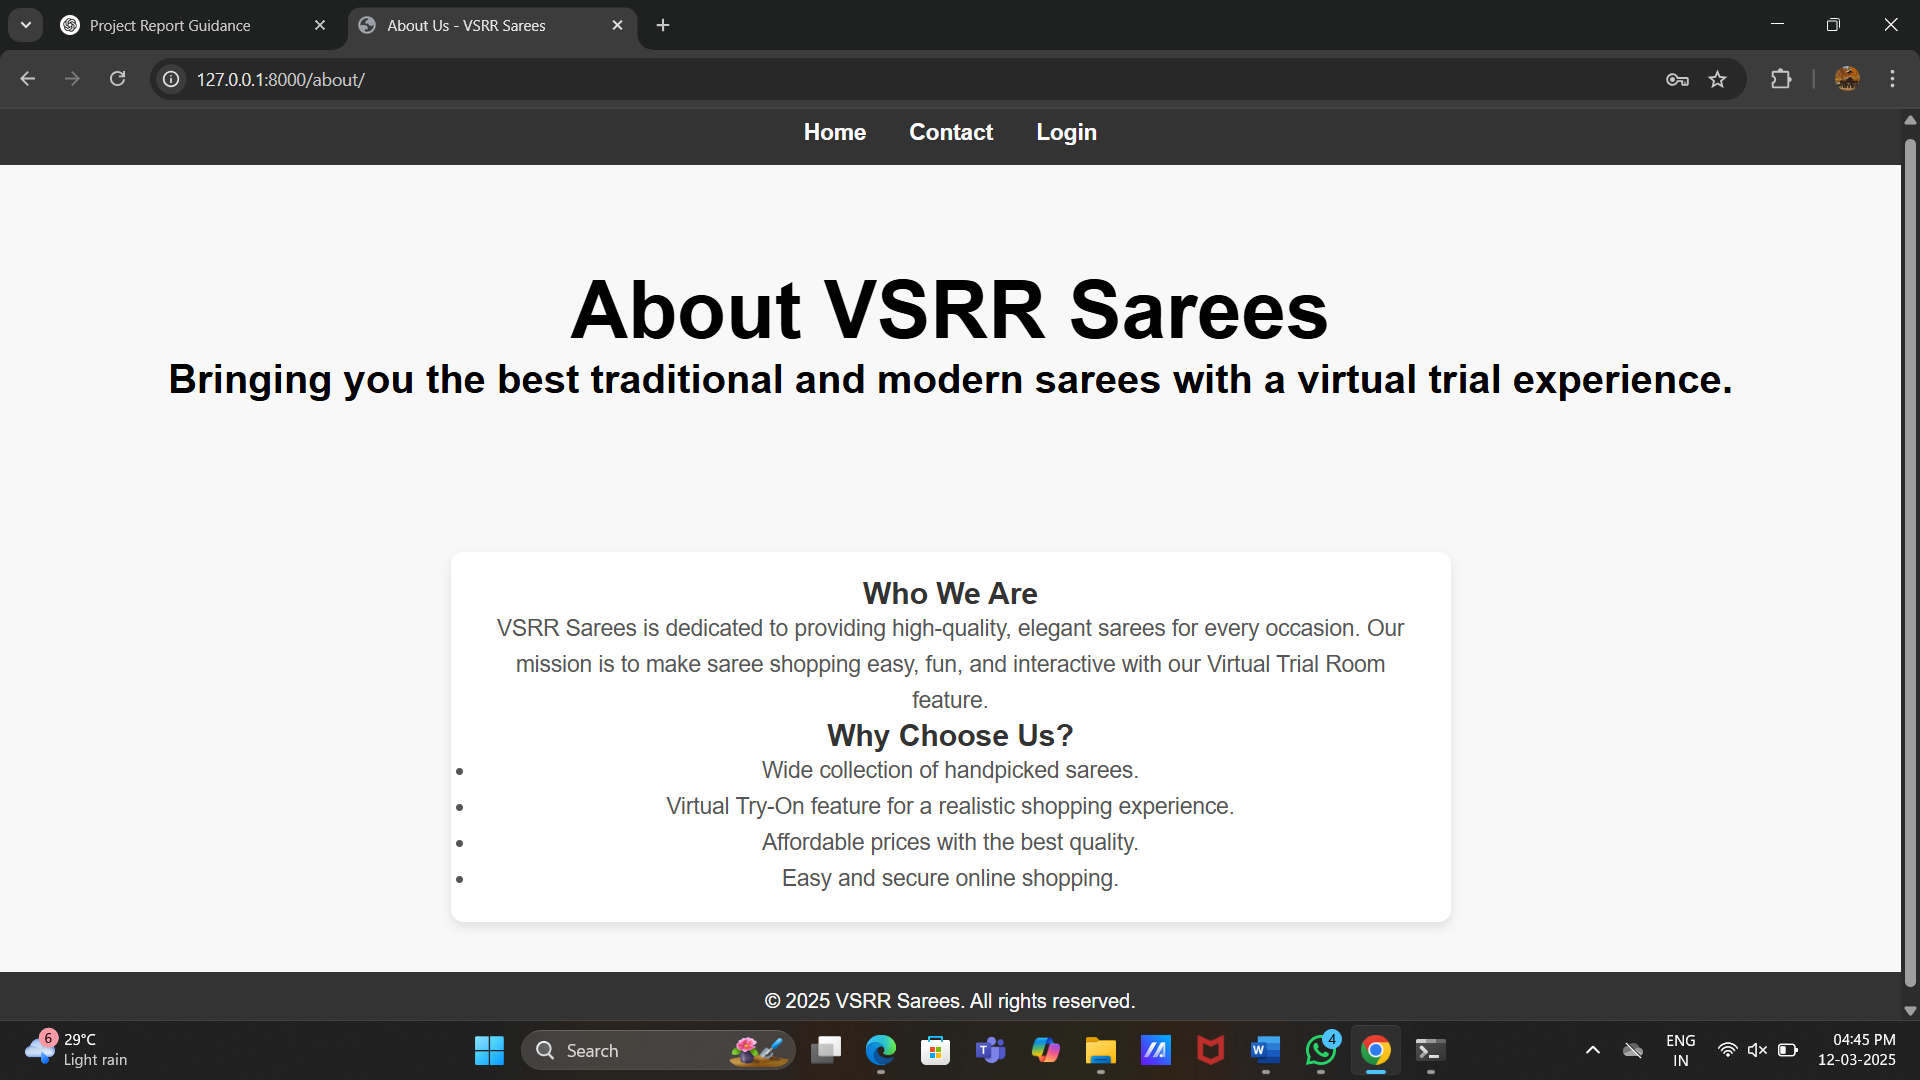 Project Report Guidance
About Us - VSRR Sarees
127.0.0.1:8000/about/
Home Contact Login
About VSRR Sarees
Bringing you the best traditional and modern sarees with a virtual trial experience.
Who We Are
VSRR Sarees is dedicated to providing high-quality, elegant sarees for every occasion. Our
mission is to make saree shopping easy, fun, and interactive with our Virtual Trial Room
feature.
Why Choose Us?
• Wide collection of handpicked sarees.
• Virtual Try-On feature for a realistic shopping experience.
• Affordable prices with the best quality.
• Easy and secure online shopping.
© 2025 VSRR Sarees. All rights reserved.
6
29°C
Light rain
Search
T
W
4
ENG
IN
04:45 PM
12-03-2025